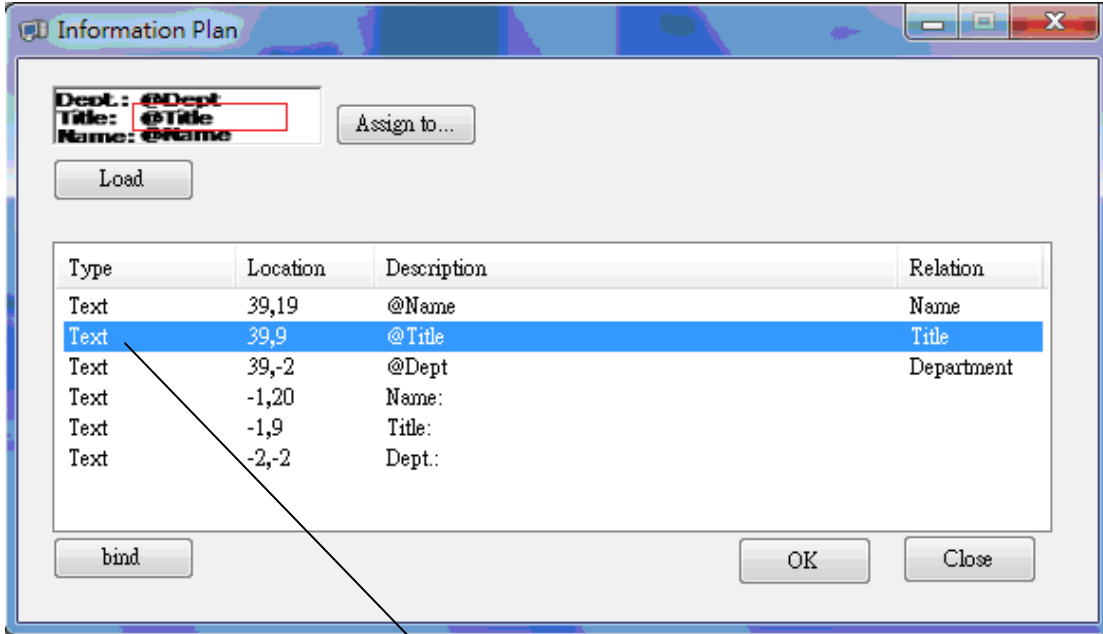 Information Plan
Dept.: @Dept
Title: @Title
Name: @Name
Assign to...
Load
Type Location Description Relation
Text 39,19 @Name Name
Text 39,9 @Title Title
Text 39,-2 @Dept Department
Text -1,20 Name:
Text -1,9 Title:
Text -2,-2 Dept.:
bind OK Close